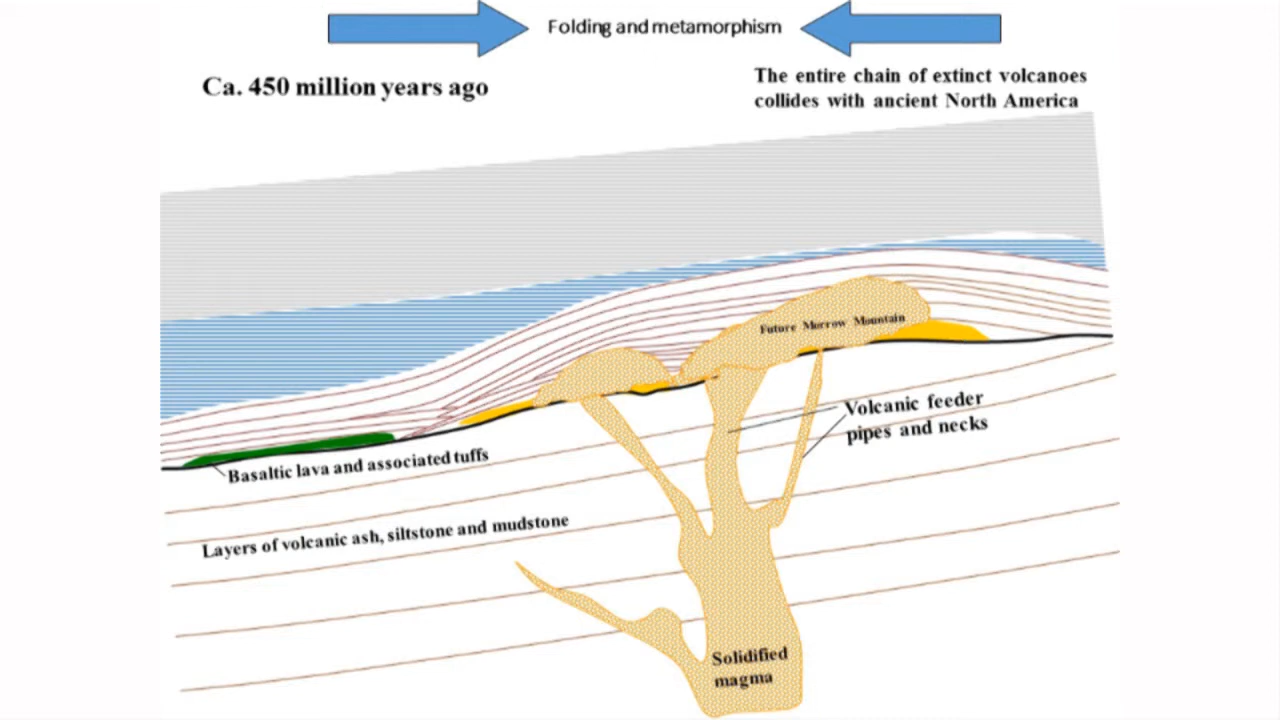 Folding and metamorphism
Ca. 450 million years ago
The entire chain of extinct volcanoes
collides with ancient North America
Future Morrow Mountain
Volcanic feeder
pipes and necks
Basaltic lava and associated tuffs
Layers of volcanic ash, siltstone and mudstone
Solidified
magma